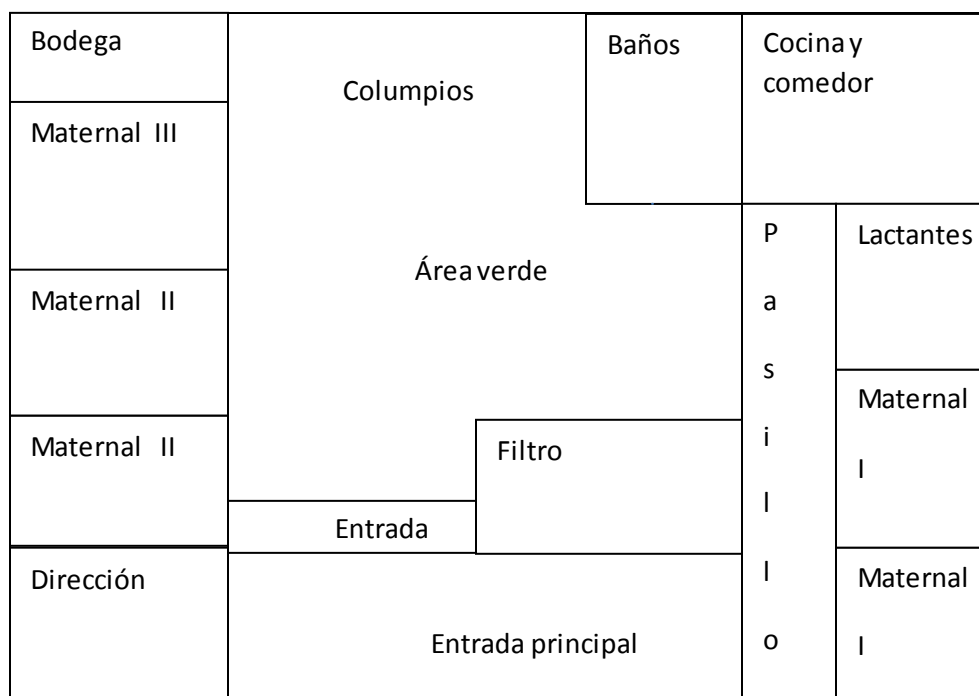 Bodega
Columpios
Baños
Cocina y
comedor
Maternal III
Área verde
P
a
s
i
l
l
o
Lactantes
Maternal II
Maternal
I
Maternal II
Filtro
Entrada
Dirección
Entrada principal
Maternal
I